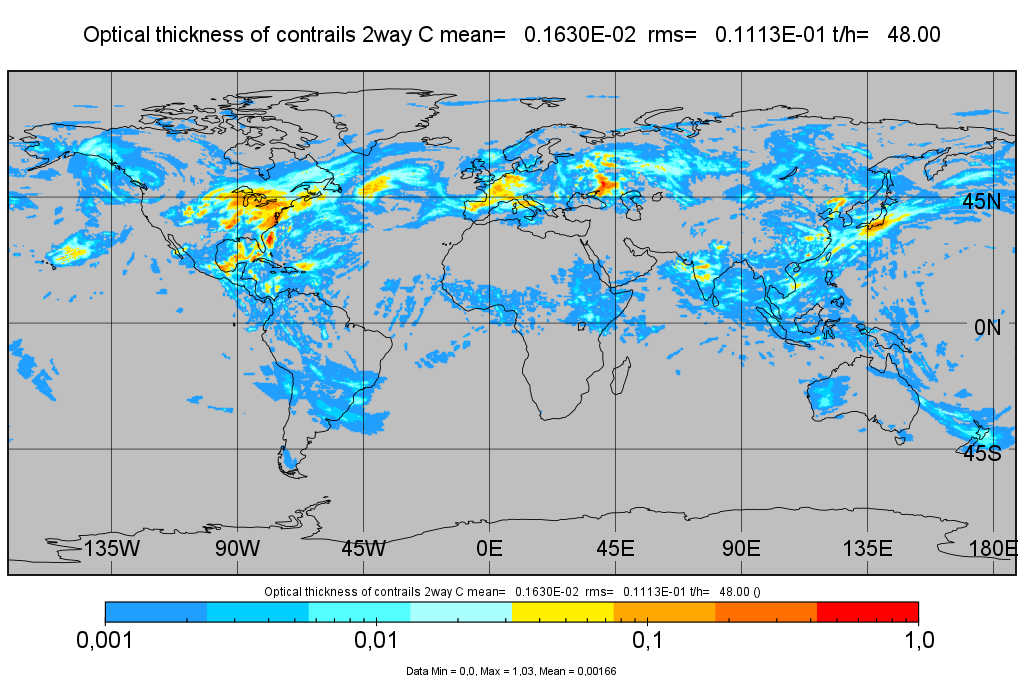 Optical thickness of contrails 2way C mean= 0.1630E-02 rms= 0.1113E-01 t/h= 48.00
45N
0N
45S
135W 90W 45W 0E 45E 90E 135E 180E
Optical thickness of contrails 2way C mean= 0.1630E-02 rms= 0.1113E-01 t/h= 48.00 ()
0,001 0,01 0,1 1,0
Data Min = 0,0, Max = 1,03, Mean = 0,00166